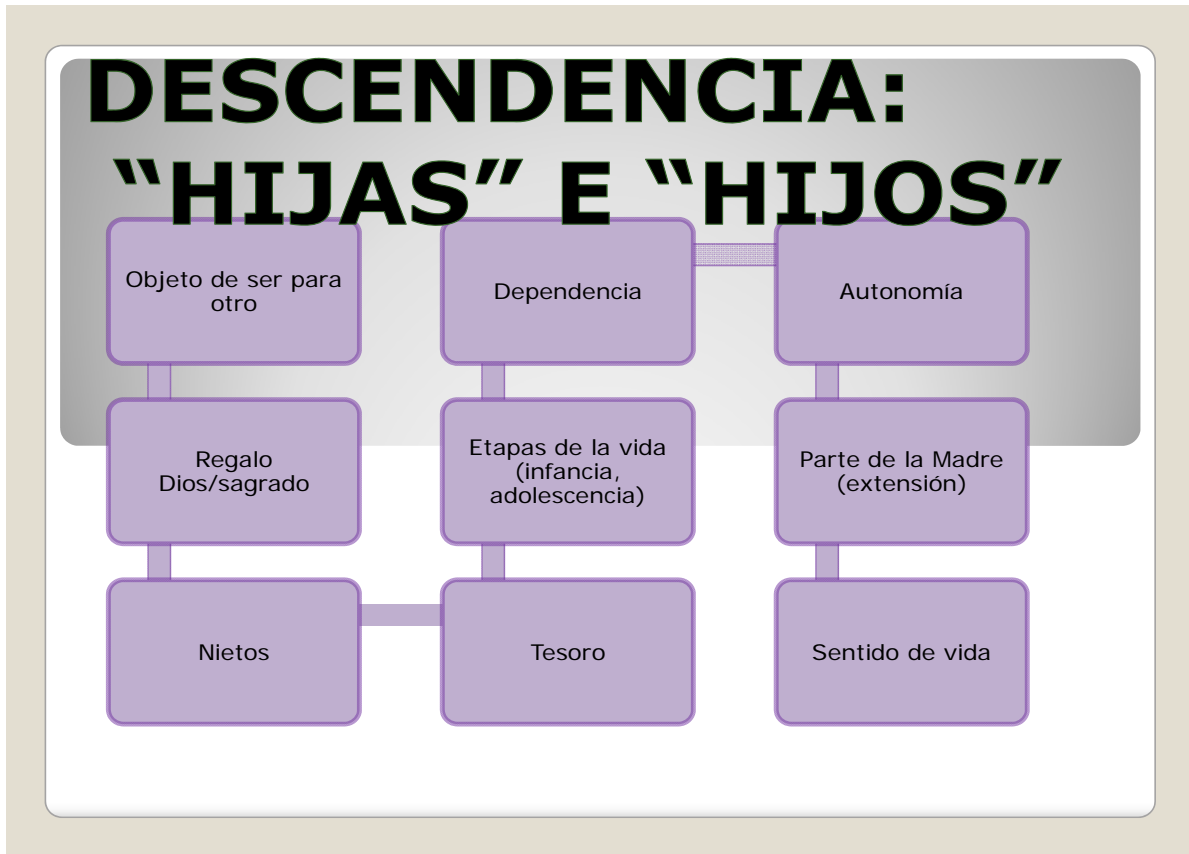 DESCENDENCIA:
“HIJAS” E “HIJOS”
Objeto de ser para
otro
Regalo
Dios/sagrado
Nietos
Tesoro
Etapas de la vida
(infancia,
adolescencia)
Dependencia
Autonomía
Parte de la Madre
(extensión)
Sentido de vida